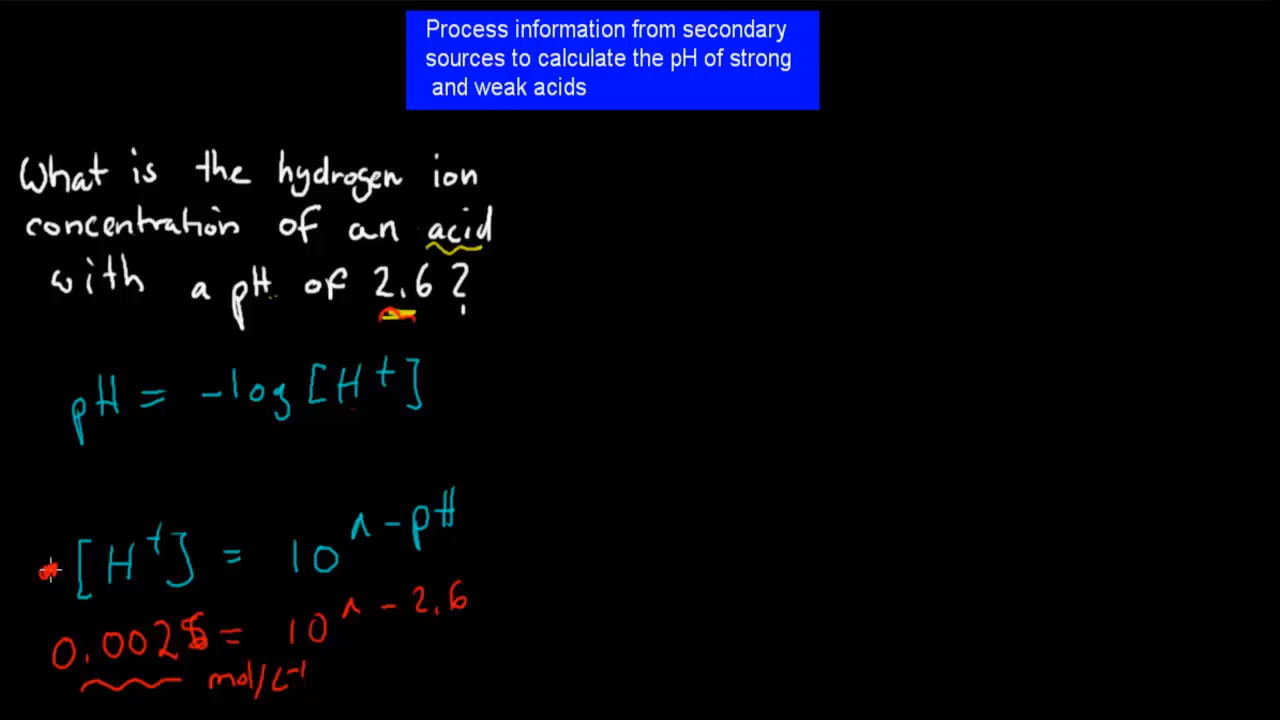 Process information from secondary
sources to calculate the pH of strong
and weak acids
What is the hydrogen ion
concentration of an acid
with a pH of 2.6?
pH = -log [H+]
[H+] = 10^-pH
0.0025 = 10^-2.6
mol/L-1